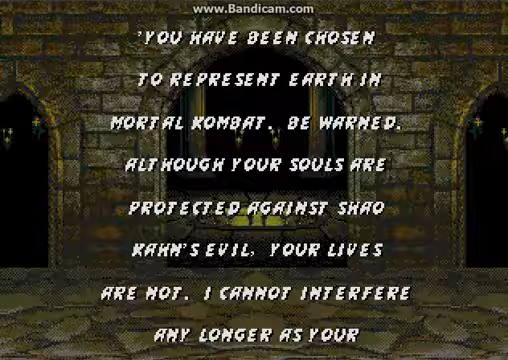 www.Bandicam.com
'YOU HAVE BEEN CHOSEN
TO REPRESENT EARTH IN
MORTAL KOMBAT. BE WARNED.
ALTHOUGH YOUR SOULS ARE
PROTECTED AGAINST SHAO
KAHN'S EVIL, YOUR LIVES
ARE NOT. I CANNOT INTERFERE
ANY LONGER AS YOUR